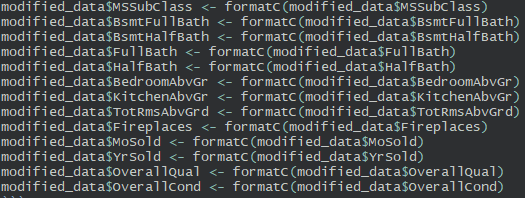 modified_data$MSSubClass <- formatC(modified_data$MSSubClass)
modified_data$BsmtFullBath <- formatC(modified_data$BsmtFullBath)
modified_data$BsmtHalfBath <- formatC(modified_data$BsmtHalfBath)
modified_data$FullBath <- formatC(modified_data$FullBath)
modified_data$HalfBath <- formatC(modified_data$HalfBath)
modified_data$BedroomAbvGr <- formatC(modified_data$BedroomAbvGr)
modified_data$KitchenAbvGr <- formatC(modified_data$KitchenAbvGr)
modified_data$TotRmsAbvGrd <- formatC(modified_data$TotRmsAbvGrd)
modified_data$Fireplaces <- formatC(modified_data$Fireplaces)
modified_data$MoSold <- formatC(modified_data$MoSold)
modified_data$YrSold <- formatC(modified_data$YrSold)
modified_data$OverallQual <- formatC(modified_data$OverallQual)
modified_data$OverallCond <- formatC(modified_data$OverallCond)